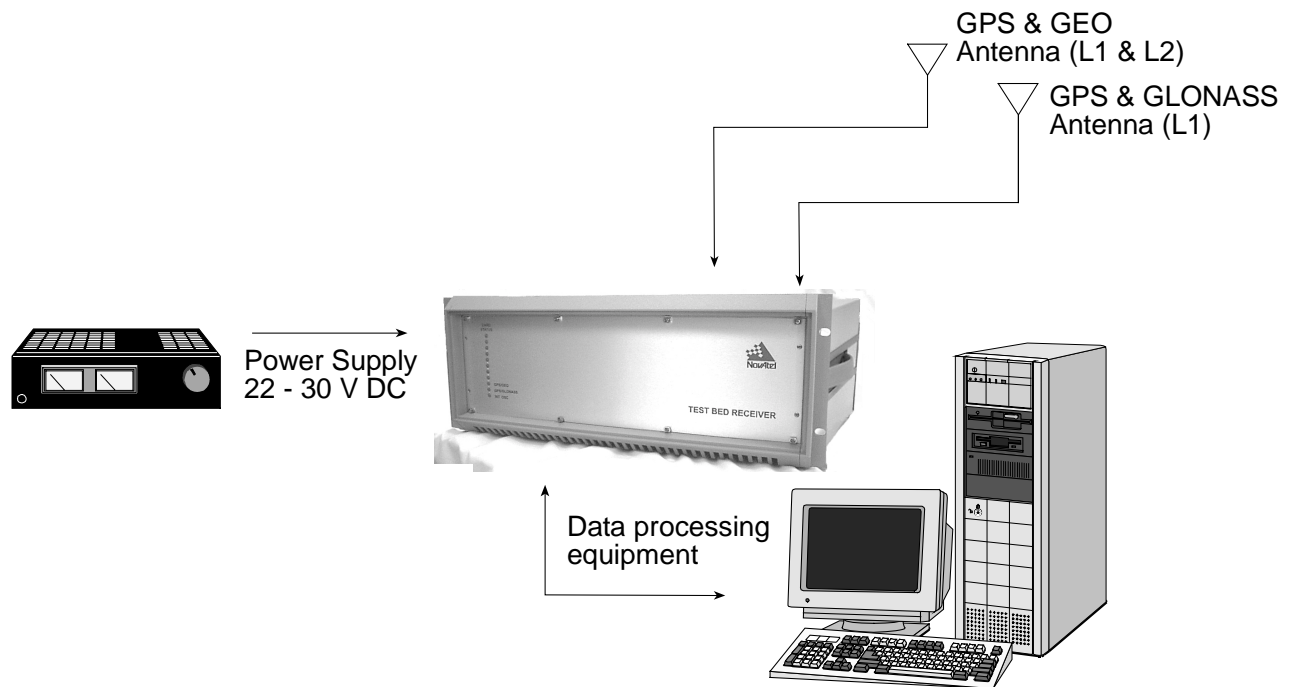 GPS & GEO
Antenna (L1 & L2)
GPS & GLONASS
Antenna (L1)
Power Supply
22 - 30 V DC
NovAtel
TEST BED RECEIVER
Data processing
equipment